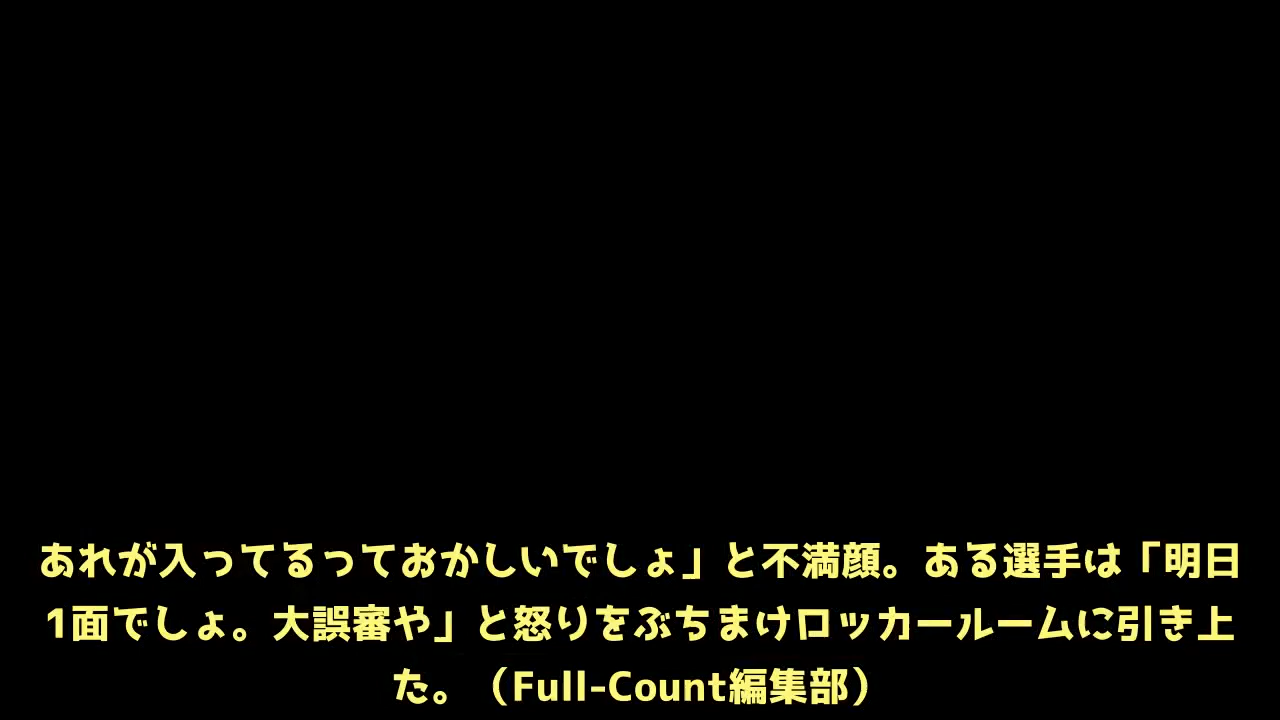 あれが入ってるっておかしいでしょ」と不満顔。ある選手は「明日
1面でしょ。大誤審や」と怒りをぶちまけロッカールームに引き上
た。（Full-Count編集部）